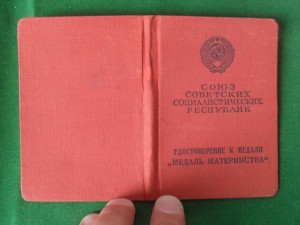 СОЮЗ
СОВЕТСКИХ
СОЦИАЛИСТИЧЕСКИХ
РЕСПУБЛИК
УДОСТОВЕРЕНИЕ К МЕДАЛИ
„МЕДАЛЬ МАТЕРИНСТВА“.